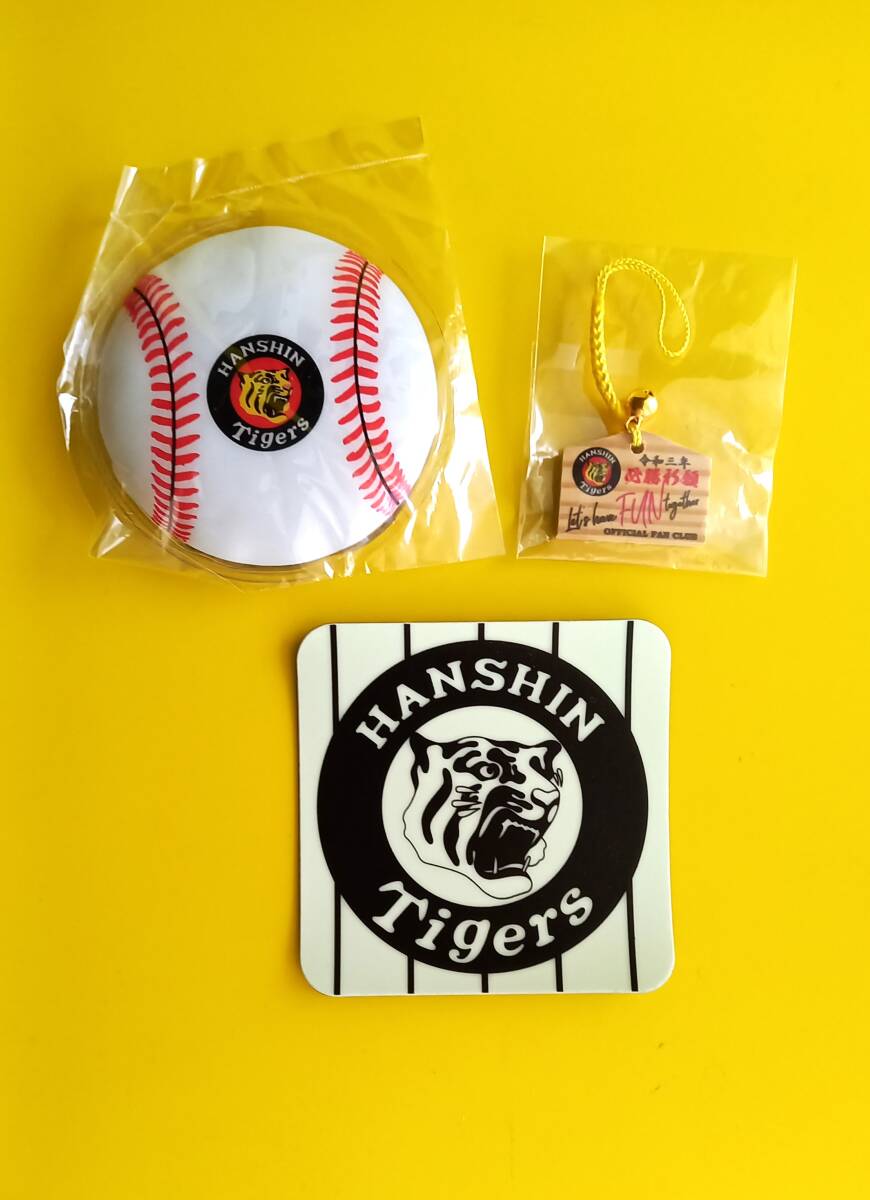 HANSHIN
Tigers
HANSHIN
Tigers
令和三年
必勝祈願
Let's have FUN together
OFFICIAL FAN CLUB
HANSHIN
Tigers